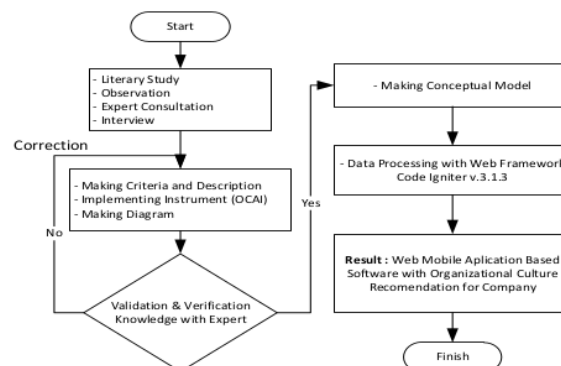 Start
- Literary Study
- Observation
- Expert Consultation
- Interview
Correction
- Making Criteria and Description
- Implementing Instrument (OCAI)
- Making Diagram
No
Validation & Verification
Knowledge with Expert
Yes
- Making Conceptual Model
- Data Processing with Web Framework
Code Igniter v.3.1.3
Result : Web Mobile Aplication Based
Software with Organizational Culture
Recomendation for Company
Finish